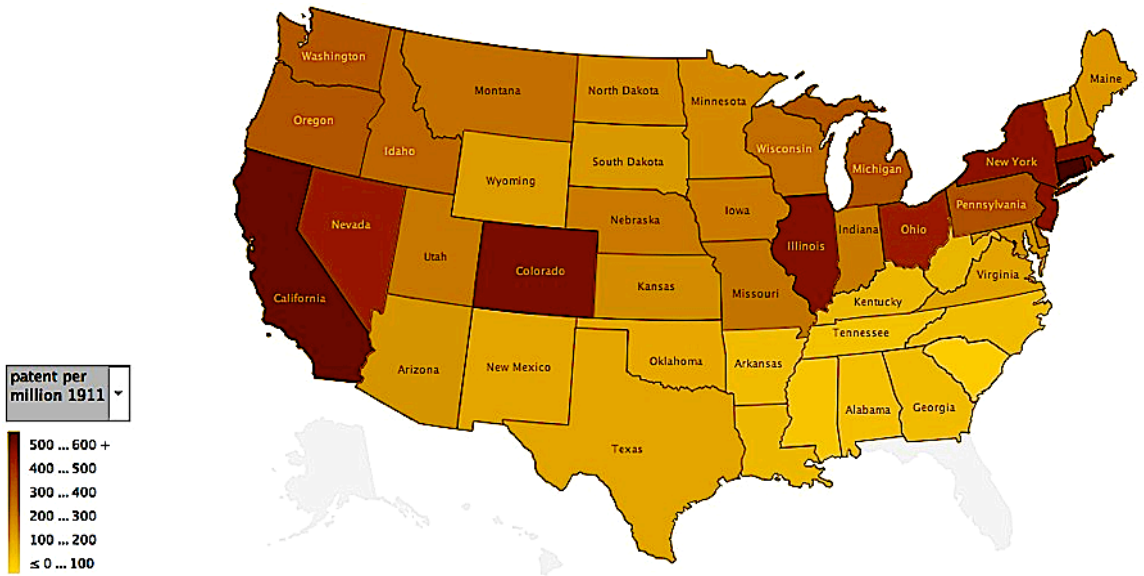 Washington
Montana
North Dakota
Minnesota
Maine
Oregon
Idaho
Wisconsin
South Dakota
Michigan
New York
Wyoming
Pennsylvania
Nebraska
Iowa
Nevada
Indiana
Ohio
Illinois
Utah
Colorado
Virginia
Kansas
Missouri
California
Kentucky
Tennessee
Oklahoma
Arkansas
New Mexico
Arizona
Alabama
Georgia
Texas
patent per
million 1911
500 ... 600 +
400 ... 500
300 ... 400
200 ... 300
100 ... 200
≤ 0 ... 100